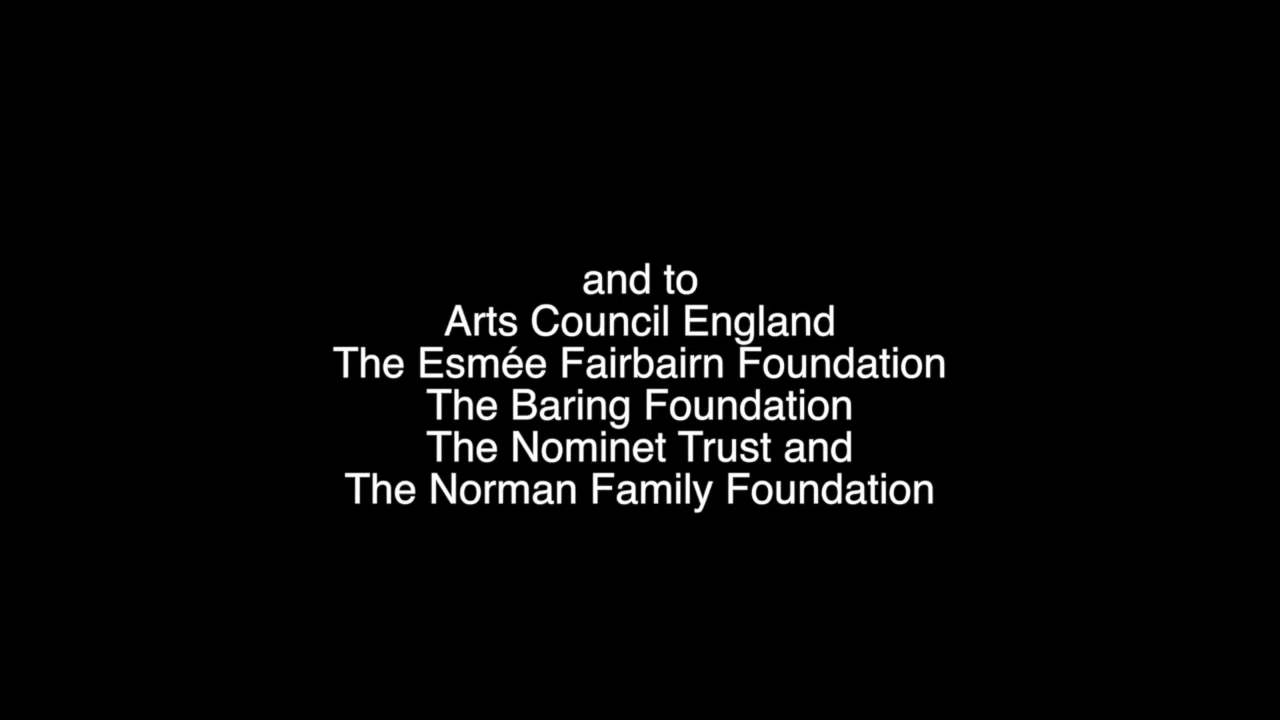 and to
Arts Council England
The Esmée Fairbairn Foundation
The Baring Foundation
The Nominet Trust and
The Norman Family Foundation